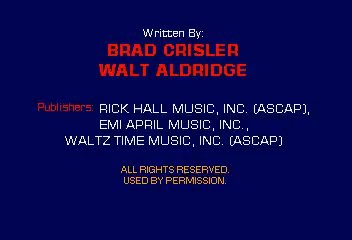 Written By:
BRAD CRISLER
WALT ALDRIDGE
Publishers: RICK HALL MUSIC, INC. (ASCAP),
EMI APRIL MUSIC, INC.,
WALTZ TIME MUSIC, INC. (ASCAP)
ALL RIGHTS RESERVED.
USED BY PERMISSION.